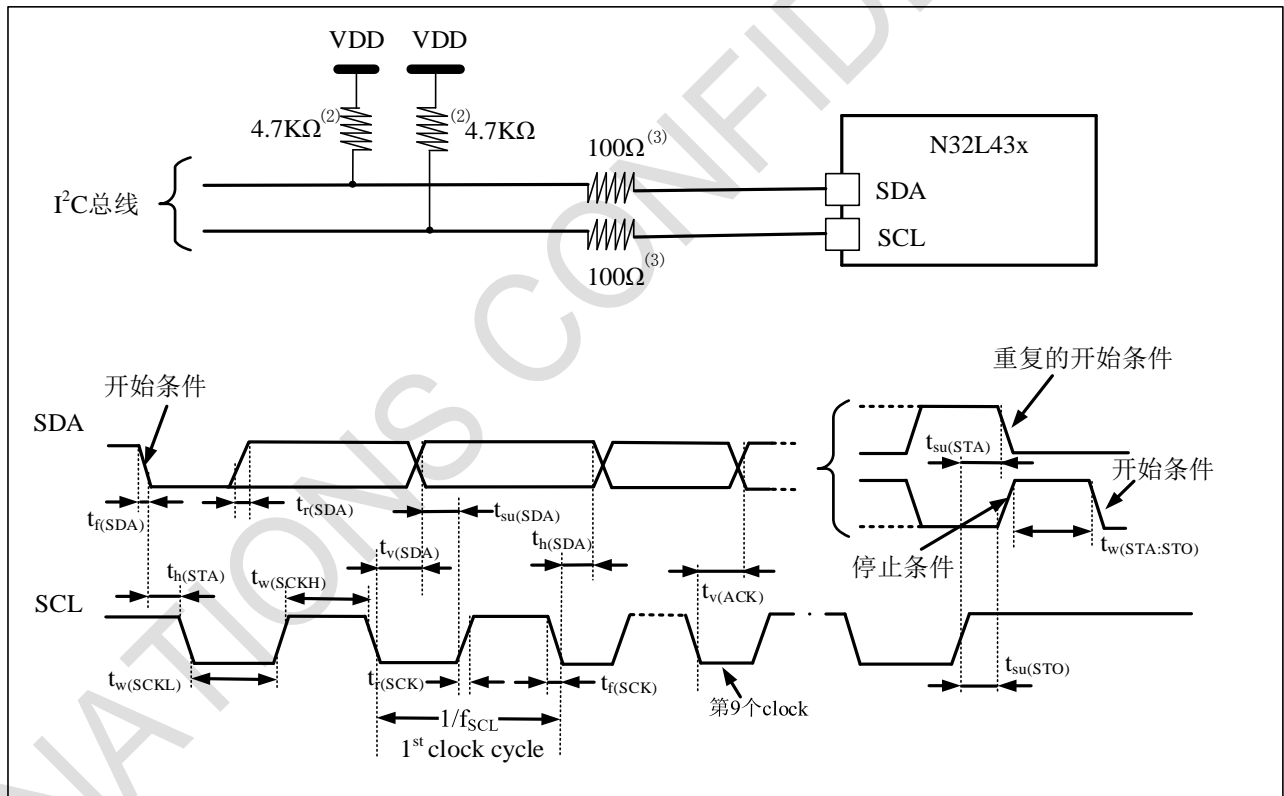 VDD VDD
4.7KΩ(2) (2)4.7KΩ
100Ω(3)
N32L43x
I2C总线
SDA
SCL
100Ω(3)
开始条件
重复的开始条件
SDA
tsu(STA)
开始条件
tf(SDA)
tr(SDA)
tsu(SDA)
tv(SDA)
th(SDA)
停止条件
tw(STA:STO)
th(STA)
tw(SCKH)
SCL
tv(ACK)
tw(SCKL)
tr(SCK)
tf(SCK)
第9个clock
tsu(STO)
1/fSCL
1st clock cycle
NATIONS CONFID